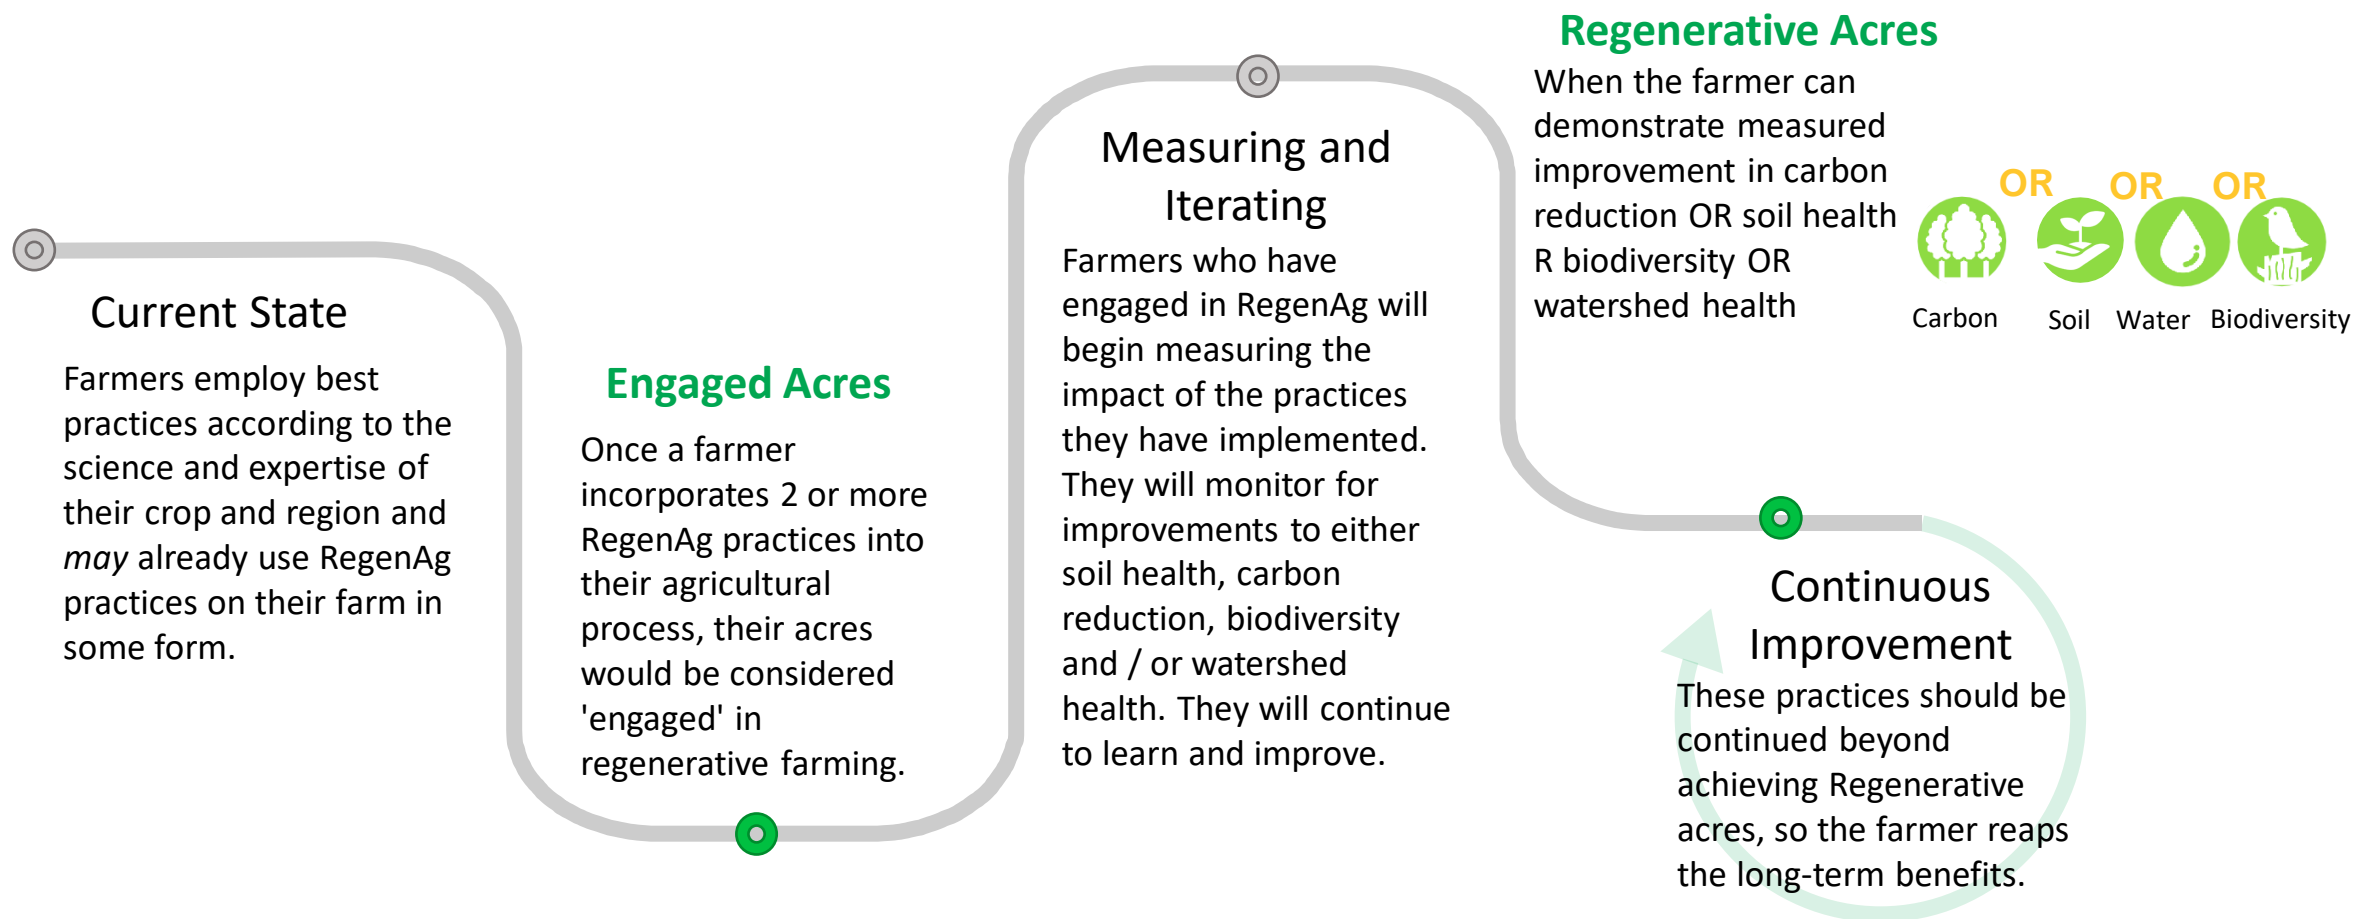 Current State
Farmers employ best
practices according to the
science and expertise of
their crop and region and
may already use RegenAg
practices on their farm in
some form.
Engaged Acres
Once a farmer
incorporates 2 or more
RegenAg practices into
their agricultural
process, their acres
would be considered
'engaged' in
regenerative farming.
Measuring and
Iterating
Farmers who have
engaged in RegenAg will
begin measuring the
impact of the practices
they have implemented.
They will monitor for
improvements to either
soil health, carbon
reduction, biodiversity
and / or watershed
health. They will continue
to learn and improve.
Regenerative Acres
When the farmer can
demonstrate measured
improvement in carbon
reduction OR soil health
R biodiversity OR
watershed health
OR OR OR
Carbon Soil Water Biodiversity
Continuous
Improvement
These practices should be
continued beyond
achieving Regenerative
acres, so the farmer reaps
the long-term benefits.